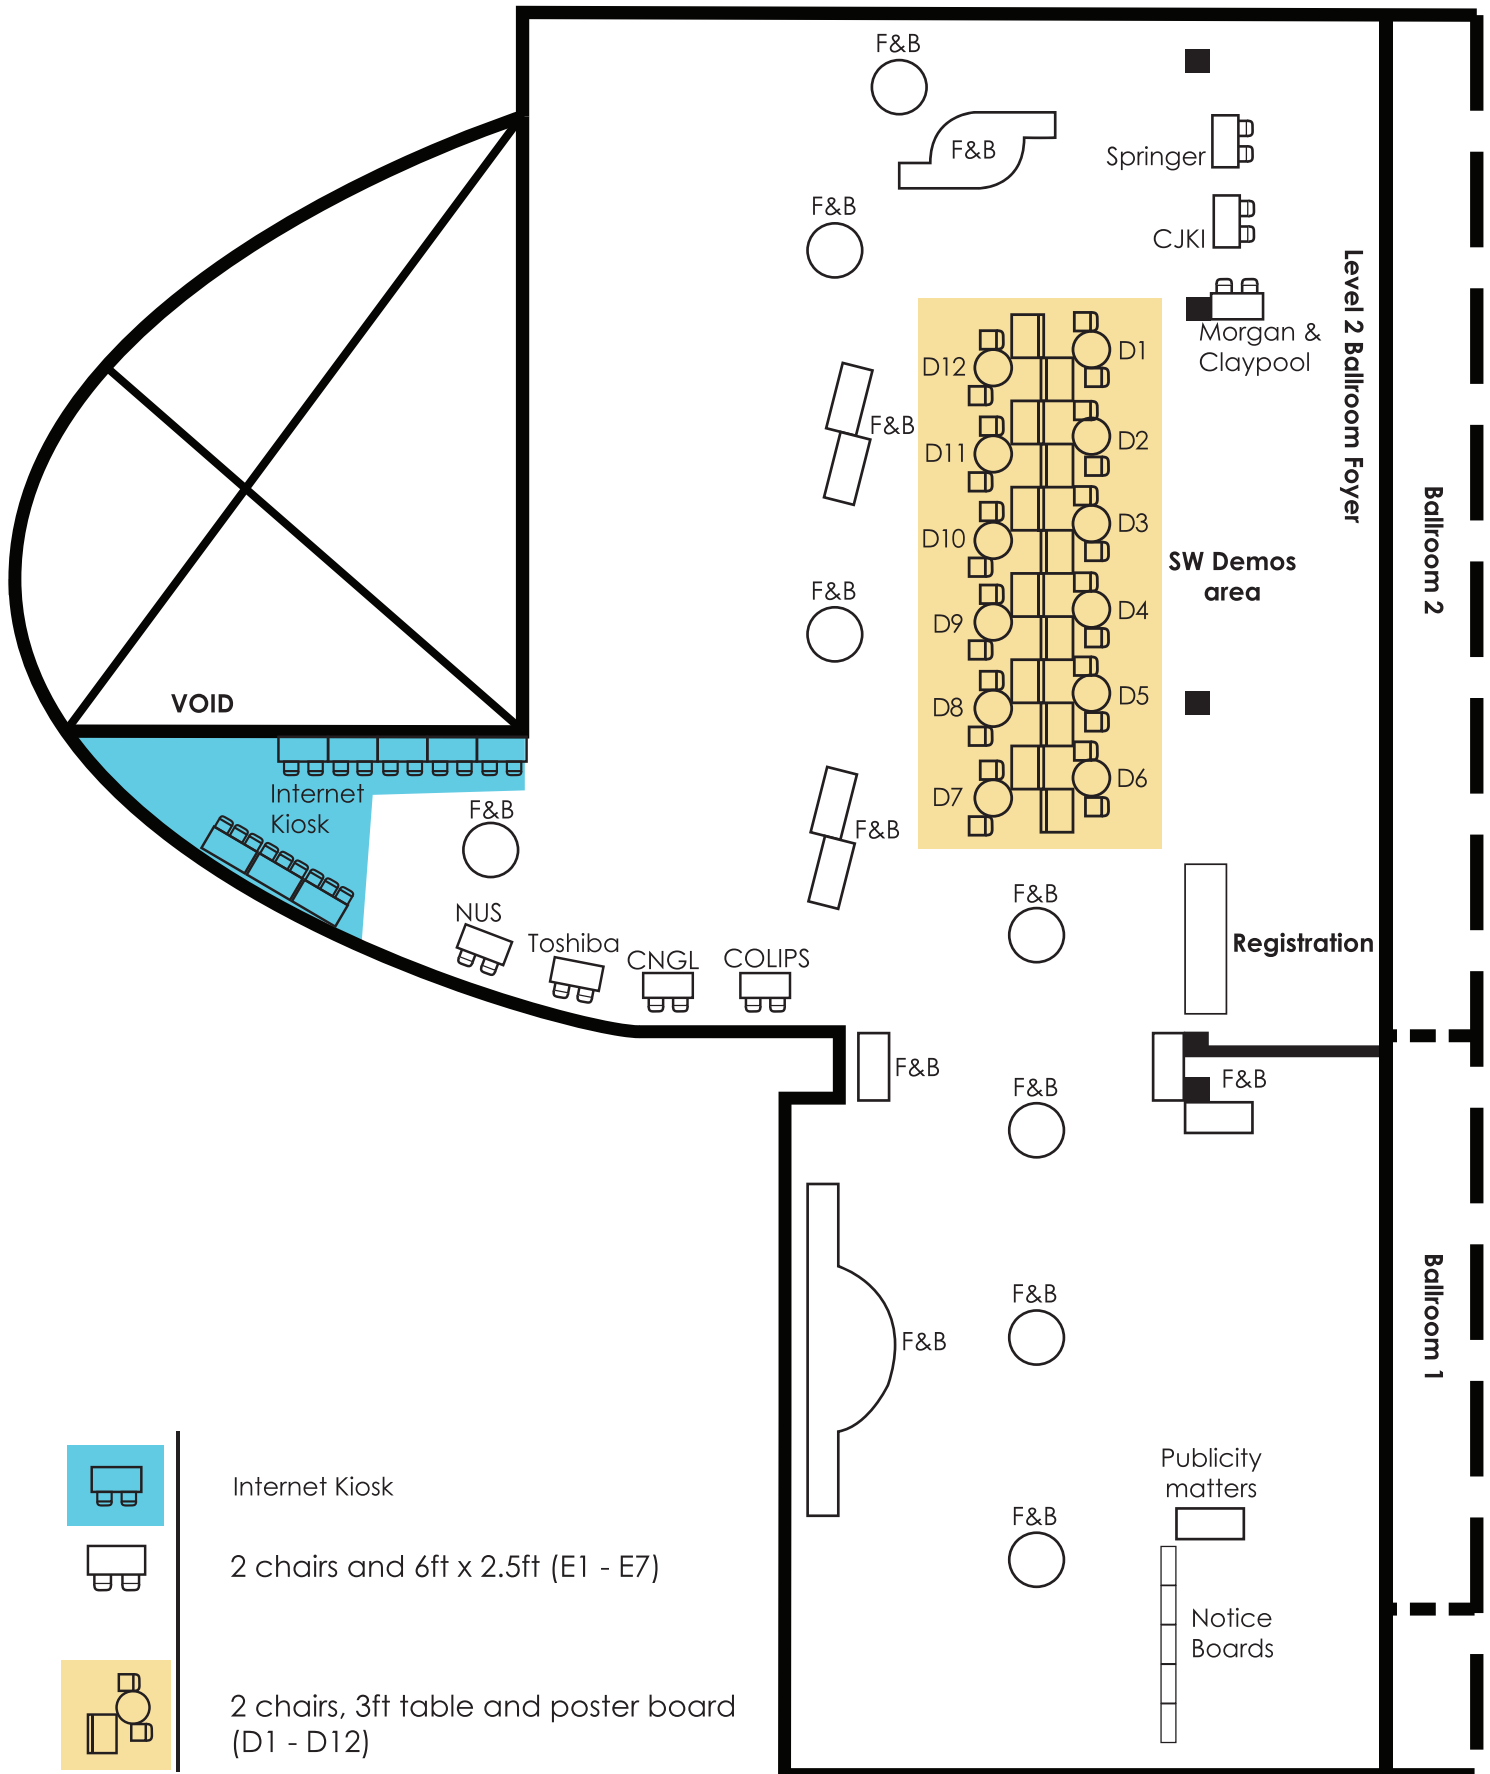 F&B
F&B
Springer
F&B
CJKI
Level 2 Ballroom Foyer
Morgan &
Claypool
D12
D1
F&B
D11
D2
D10
D3
Ballroom 2
SW Demos
area
F&B
D9
D4
VOID
D8
D5
Internet
Kiosk
F&B
D7
D6
F&B
F&B
NUS
Toshiba
CNGL
COLIPS
Registration
F&B
F&B
F&B
F&B
F&B
Ballroom 1
Publicity
matters
F&B
Notice
Boards
Internet Kiosk
2 chairs and 6ft x 2.5ft (E1 - E7)
2 chairs, 3ft table and poster board
(D1 - D12)